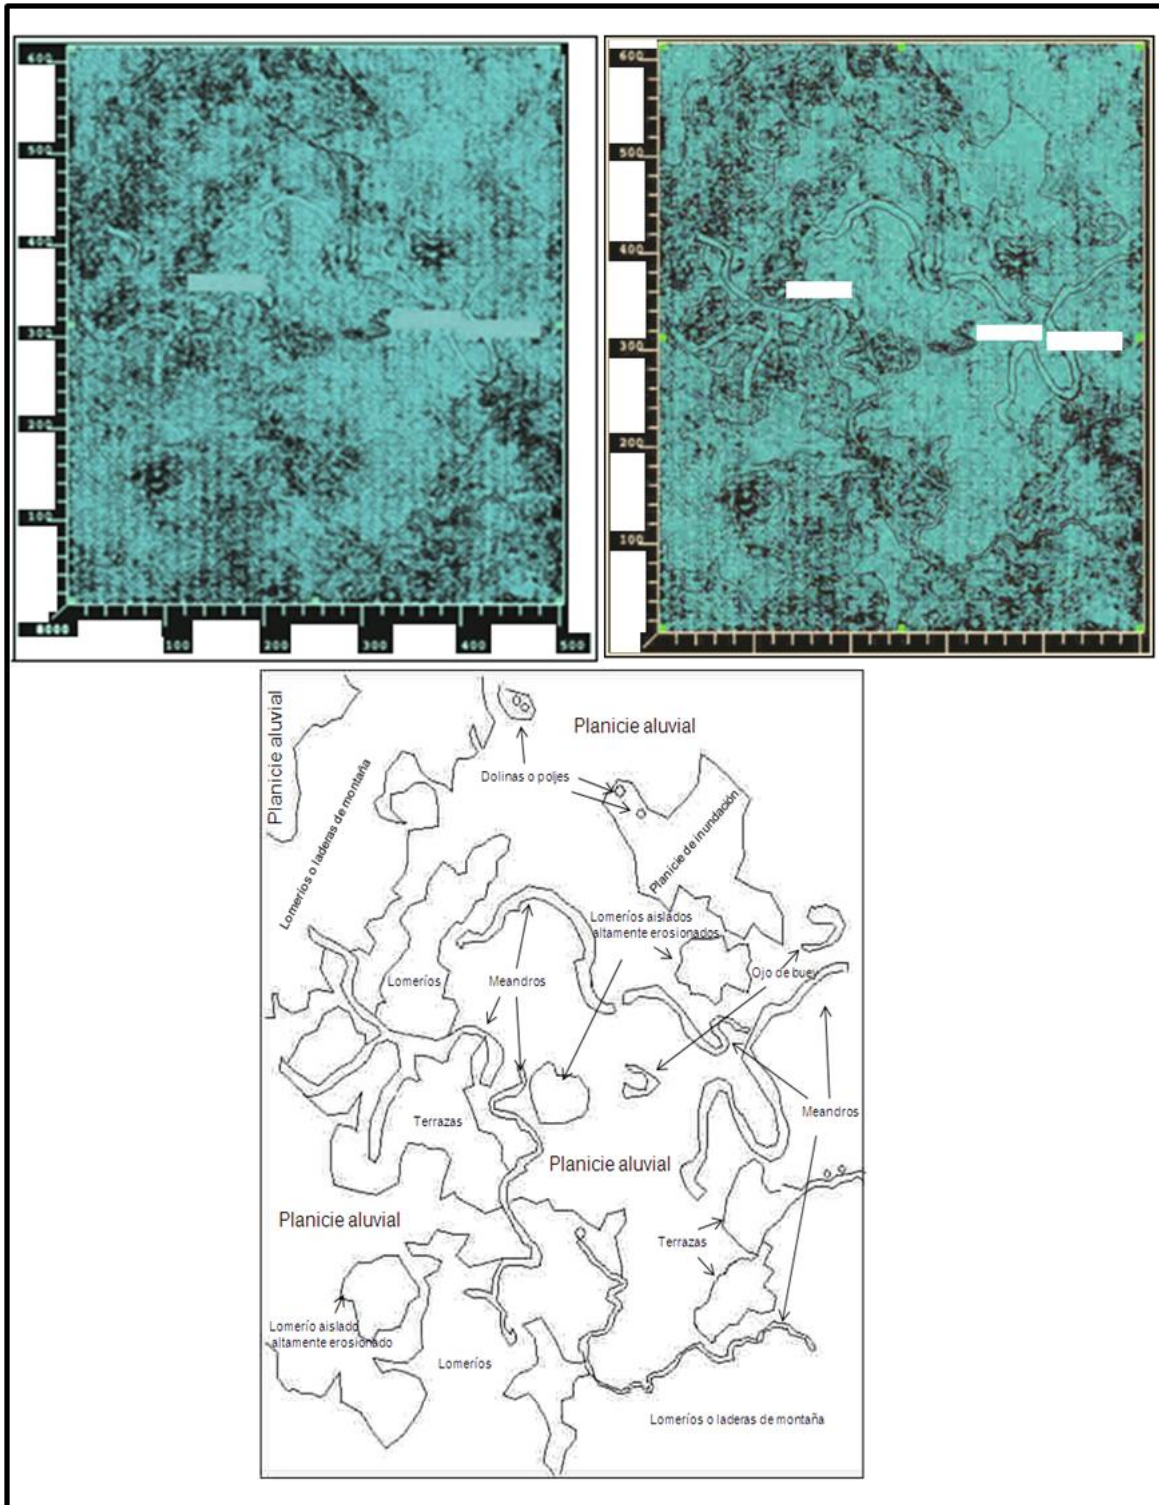 600
500
400
300
200
100
0000
100
200
300
400
500
600
500
400
300
200
100
Planicie aluvial
Planicie aluvial
Dolinas o poljes
Lomeríos o laderas de montaña
Planicie de inundación
Lomeríos aislados
altamente erosionados
Lomeríos
Meandros
Ojo de buey
Meandros
Terrazas
Planicie aluvial
Planicie aluvial
Terrazas
Lomerío aislado
altamente erosionado
Lomeríos
Lomeríos o laderas de montaña